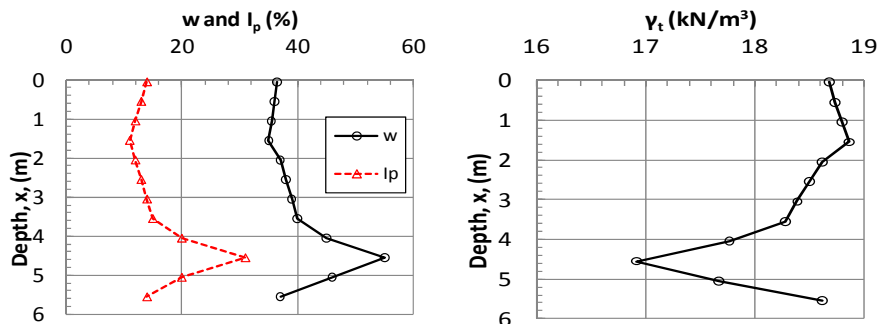 w and Ip (%)
0 20 40 60
0
1
2
3
4
5
6
Depth, x, (m)
w
Ip
γt (kN/m³)
16 17 18 19
0
1
2
3
4
5
6
Depth, x, (m)